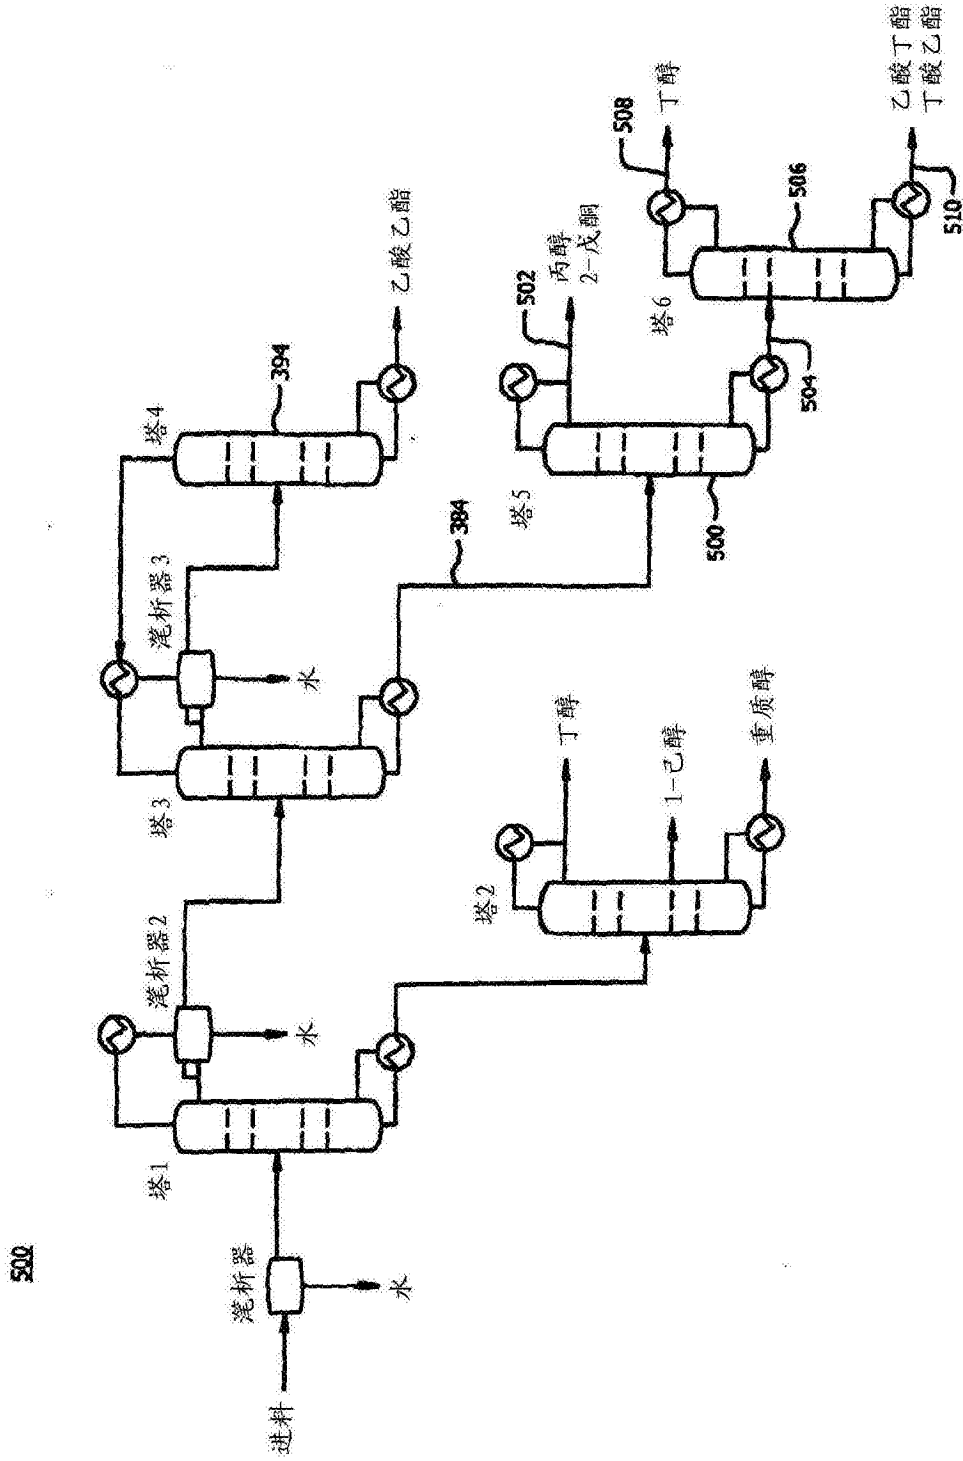 500
进料
滗析器
水
塔1
滗析器2
水
塔2
丁醇
1-己醇
重质醇
塔3
滗析器3
水
384
塔4
394
乙酸乙酯
塔5
500
502
丙醇
2-戊酮
504
塔6
506
508
丁醇
510
乙酸丁酯
丁酸乙酯